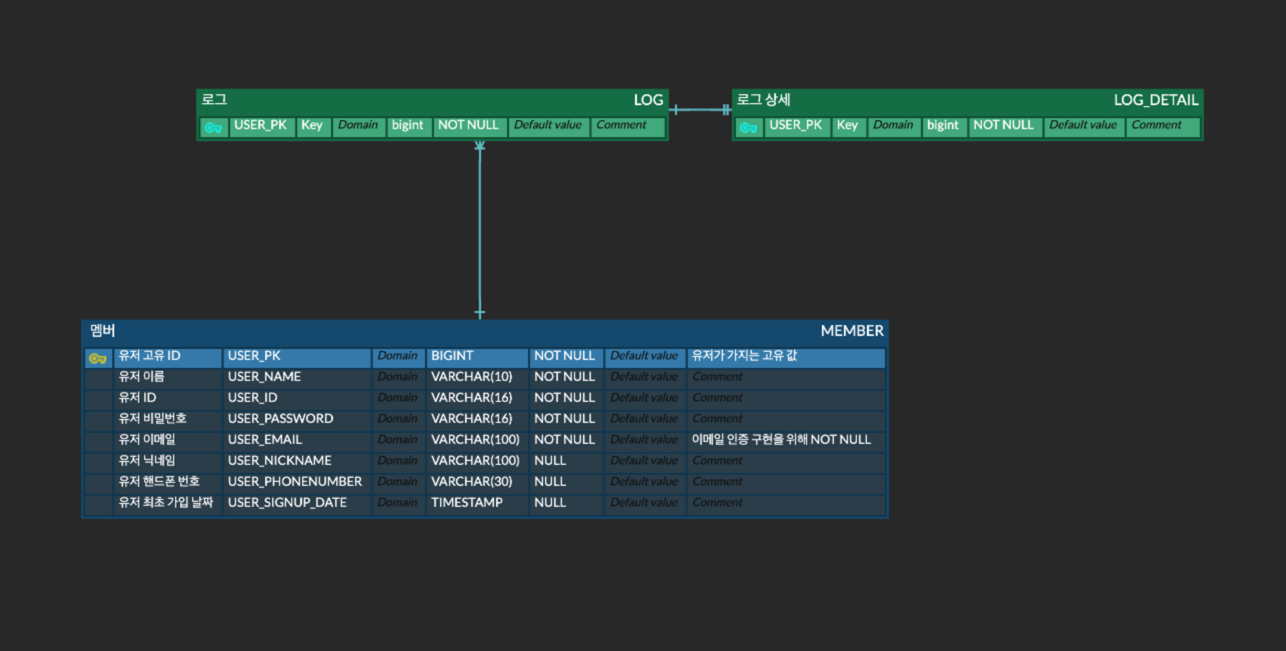 로그 LOG
USER_PK Key Domain bigint NOT NULL Default value Comment
로그 상세 LOG_DETAIL
USER_PK Key Domain bigint NOT NULL Default value Comment
멤버 MEMBER
유저 고유 ID USER_PK Domain BIGINT NOT NULL Default value 유저가 가지는 고유 값
유저 이름 USER_NAME Domain VARCHAR(10) NOT NULL Default value Comment
유저 ID USER_ID Domain VARCHAR(16) NOT NULL Default value Comment
유저 비밀번호 USER_PASSWORD Domain VARCHAR(16) NOT NULL Default value Comment
유저 이메일 USER_EMAIL Domain VARCHAR(100) NOT NULL Default value 이메일 인증 구현을 위해 NOT NULL
유저 닉네임 USER_NICKNAME Domain VARCHAR(100) NULL Default value Comment
유저 핸드폰 번호 USER_PHONENUMBER Domain VARCHAR(30) NULL Default value Comment
유저 최초 가입 날짜 USER_SIGNUP_DATE Domain TIMESTAMP NULL Default value Comment